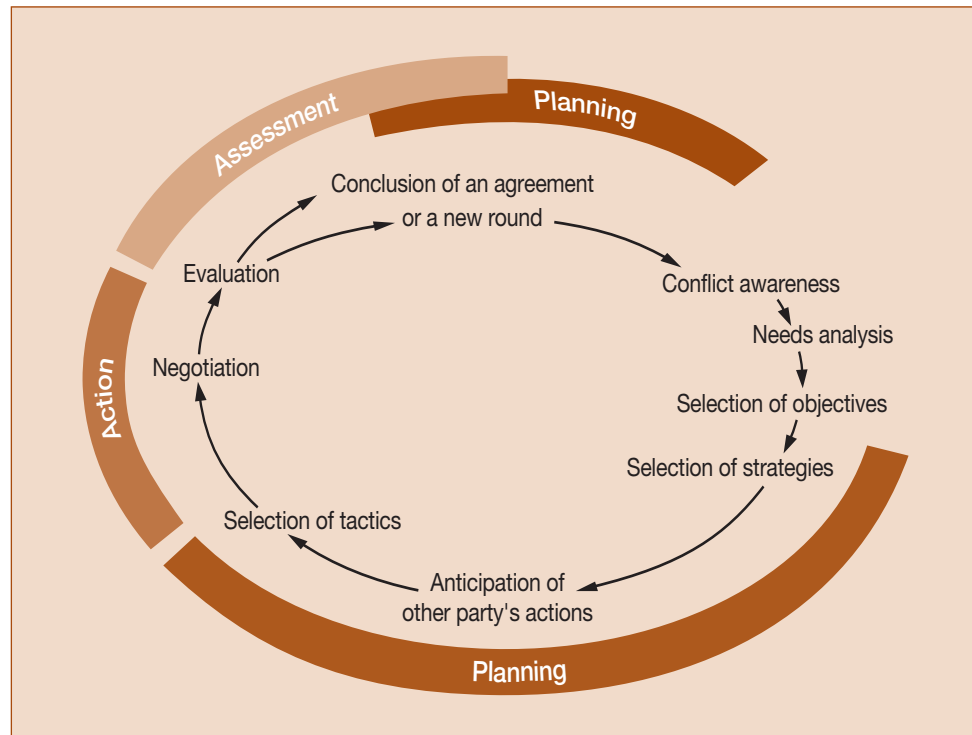 Assessment
Planning
Conclusion of an agreement
or a new round
Evaluation
Conflict awareness
Needs analysis
Negotiation
Action
Selection of objectives
Selection of strategies
Selection of tactics
Anticipation of
other party's actions
Planning